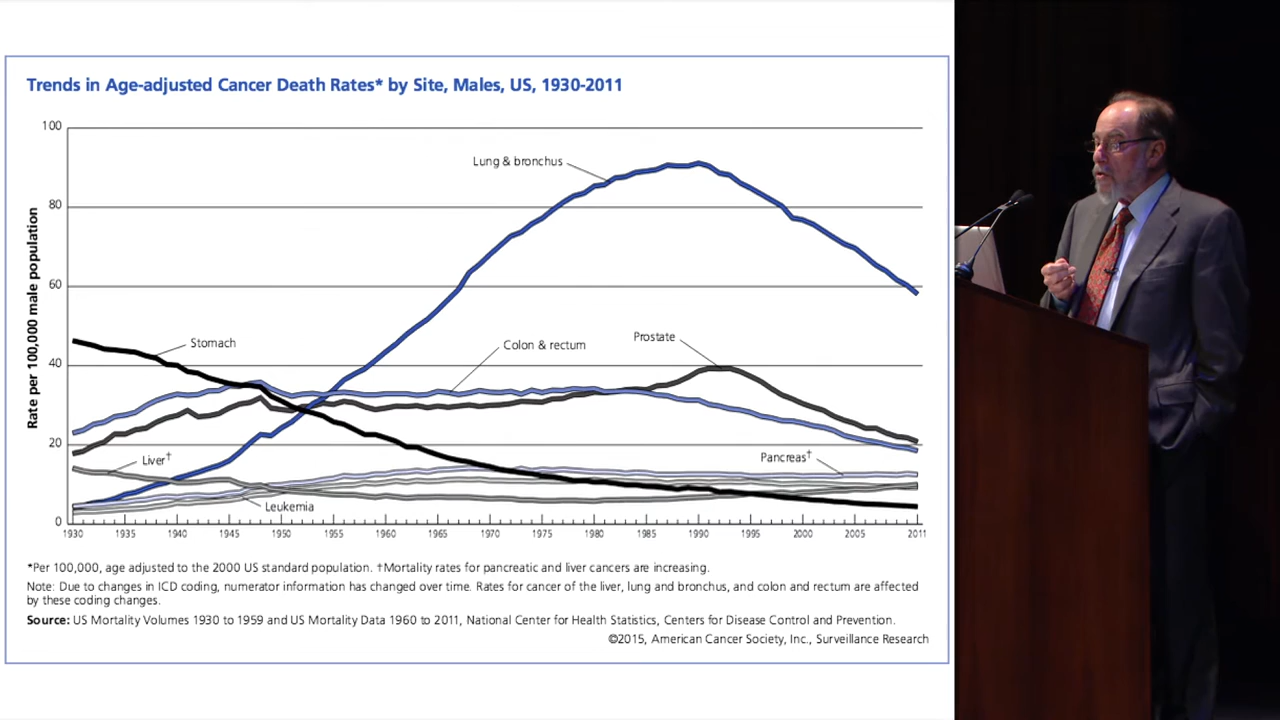 Trends in Age-adjusted Cancer Death Rates* by Site, Males, US, 1930-2011
100
80
60
40
20
0
Rate per 100,000 male population
Lung & bronchus
Stomach
Colon & rectum
Prostate
Liver†
Pancreas†
Leukemia
1930 1935 1940 1945 1950 1955 1960 1965 1970 1975 1980 1985 1990 1995 2000 2005 2011
*Per 100,000, age adjusted to the 2000 US standard population. †Mortality rates for pancreatic and liver cancers are increasing.
Note: Due to changes in ICD coding, numerator information has changed over time. Rates for cancer of the liver, lung and bronchus, and colon and rectum are affected
by these coding changes.
Source: US Mortality Volumes 1930 to 1959 and US Mortality Data 1960 to 2011, National Center for Health Statistics, Centers for Disease Control and Prevention.
©2015, American Cancer Society, Inc., Surveillance Research